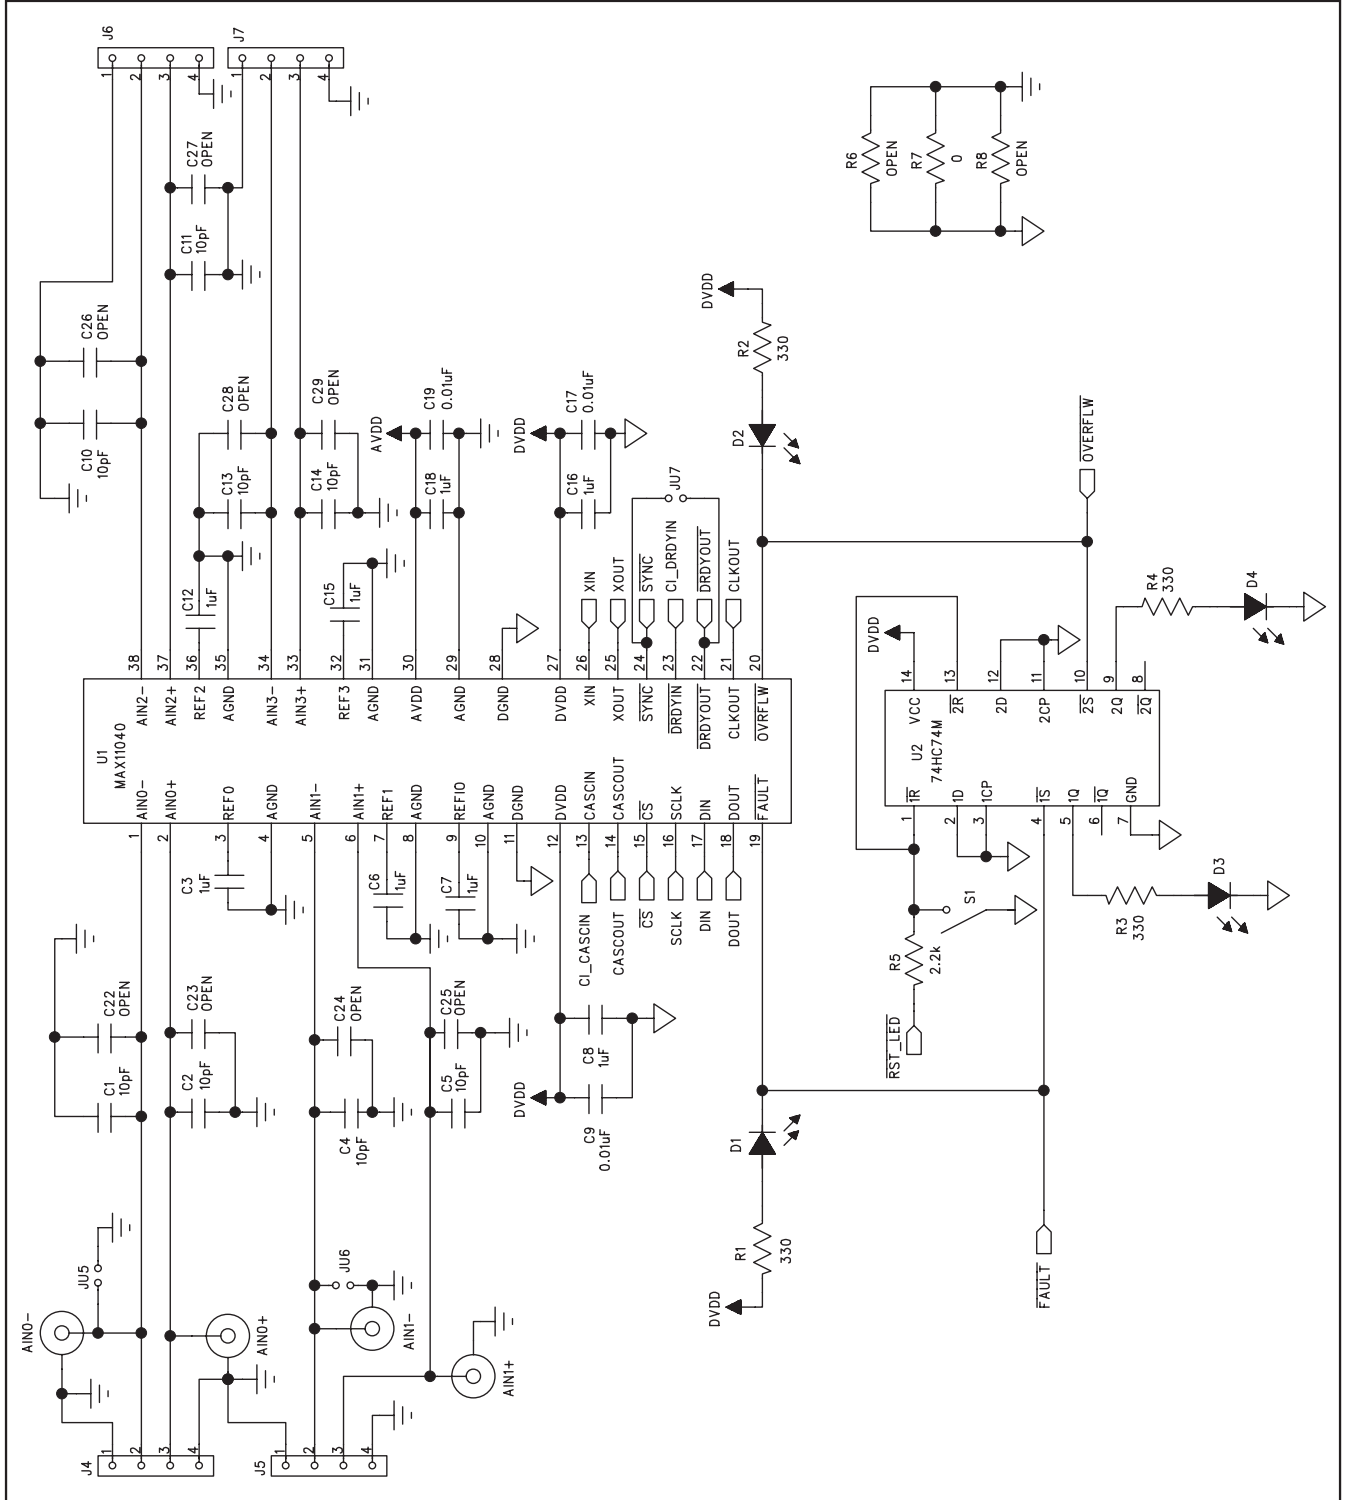 J6
1
2
3
4
J7
1
2
3
4
C27
OPEN
C11
10pF
C26
OPEN
C10
10pF
C28
OPEN
C13
10pF
C29
OPEN
C14
10pF
C12
1uF
C15
1uF
AVDD
C19
0.01uF
C18
1uF
DVDD
C17
0.01uF
C16
1uF
JU7
XIN
XOUT
SYNC
CI_DRDYIN
DRDYOUT
CLKOUT
R6
OPEN
R7
0
R8
OPEN
DVDD
R2
330
D2
OVERFLW
38
37
36
35
34
33
32
31
30
29
28
27
26
25
24
23
22
21
20
AIN2-
AIN2+
REF2
AGND
AIN3-
AIN3+
REF3
AGND
AVDD
AGND
DGND
DVDD
XIN
XOUT
SYNC
DRDYIN
DRDYOUT
CLKOUT
OVRFLW
U1
MAX11040
AIN0-
AIN0+
REF0
AGND
AIN1-
AIN1+
REF1
AGND
REFIO
AGND
DGND
DVDD
CASCIN
CASCOUT
CS
SCLK
DIN
DOUT
FAULT
1
2
3
4
5
6
7
8
9
10
11
12
13
14
15
16
17
18
19
C3
1uF
C6
1uF
C7
1uF
CI_CASCIN
CASCOUT
CS
SCLK
DIN
DOUT
C22
OPEN
C1
10pF
C23
OPEN
C2
10pF
C24
OPEN
C4
10pF
C25
OPEN
C5
10pF
DVDD
C8
1uF
C9
0.01uF
DVDD
14
13
12
11
10
9
8
VCC
2R
2D
2CP
2S
2Q
2Q
U2
74HC74M
1R
1D
1CP
1S
1Q
1Q
GND
1
2
3
4
5
6
7
R4
330
D4
S1
R5
2.2k
RST_LED
R3
330
D3
D1
R1
330
DVDD
FAULT
AIN0-
JU5
AIN0+
JU6
AIN1-
AIN1+
J4
1
2
3
4
J5
1
2
3
4